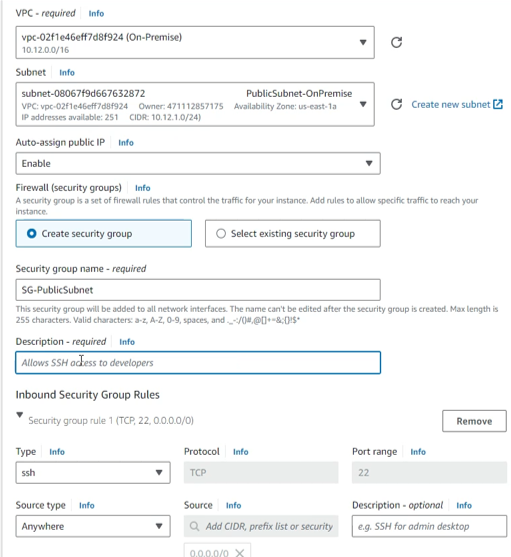 VPC - required Info
vpc-02f1e46eff7d8f924 (On-Premise)
10.12.0.0/16
Subnet Info
subnet-08067f9d667632872 PublicSubnet-OnPremise
VPC: vpc-02f1e46eff7d8f924 Owner: 471112857175 Availability Zone: us-east-1a
IP addresses available: 251 CIDR: 10.12.1.0/24)
Create new subnet
Auto-assign public IP Info
Enable
Firewall (security groups) Info
A security group is a set of firewall rules that control the traffic for your instance. Add rules to allow specific traffic to reach your
instance.
Create security group
Select existing security group
Security group name - required
SG-PublicSubnet
This security group will be added to all network interfaces. The name can't be edited after the security group is created. Max length is
255 characters. Valid characters: a-z, A-Z, 0-9, spaces, and ._-:/()#,@[]+=&;{}!$*
Description - required Info
Allows SSH access to developers
Inbound Security Group Rules
Security group rule 1 (TCP, 22, 0.0.0.0/0)
Remove
Type Info
Protocol Info
Port range Info
ssh
TCP
22
Source type Info
Source Info
Description - optional Info
Anywhere
Add CIDR, prefix list or security
e.g. SSH for admin desktop
0.0.0.0/0